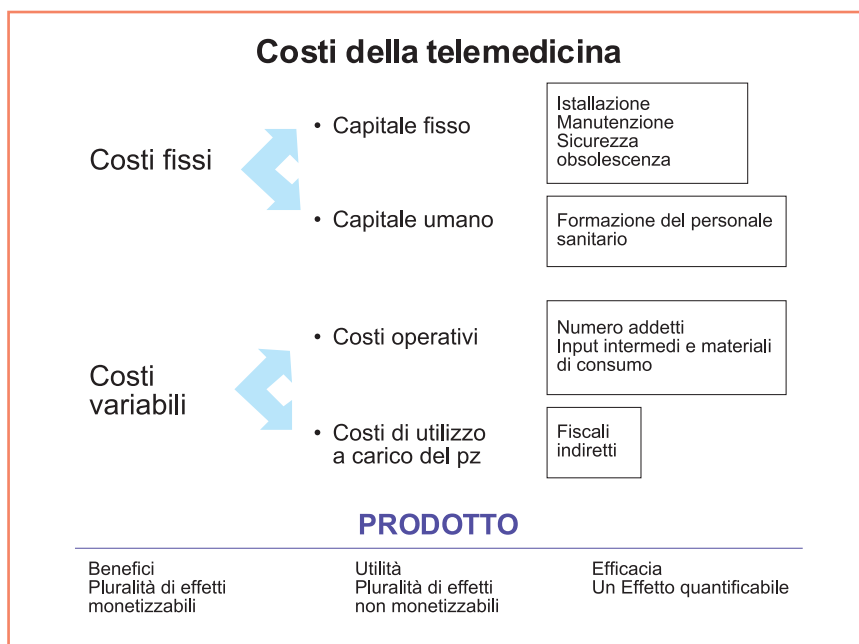 Costi della telemedicina
Costi fissi
• Capitale fisso
Istallazione
Manutenzione
Sicurezza
obsolescenza
• Capitale umano
Formazione del personale
sanitario
Costi
variabili
• Costi operativi
Numero addetti
Input intermedi e materiali
di consumo
• Costi di utilizzo
a carico del pz
Fiscali
indiretti
PRODOTTO
Benefici
Pluralità di effetti
monetizzabili
Utilità
Pluralità di effetti
non monetizzabili
Efficacia
Un Effetto quantificabile